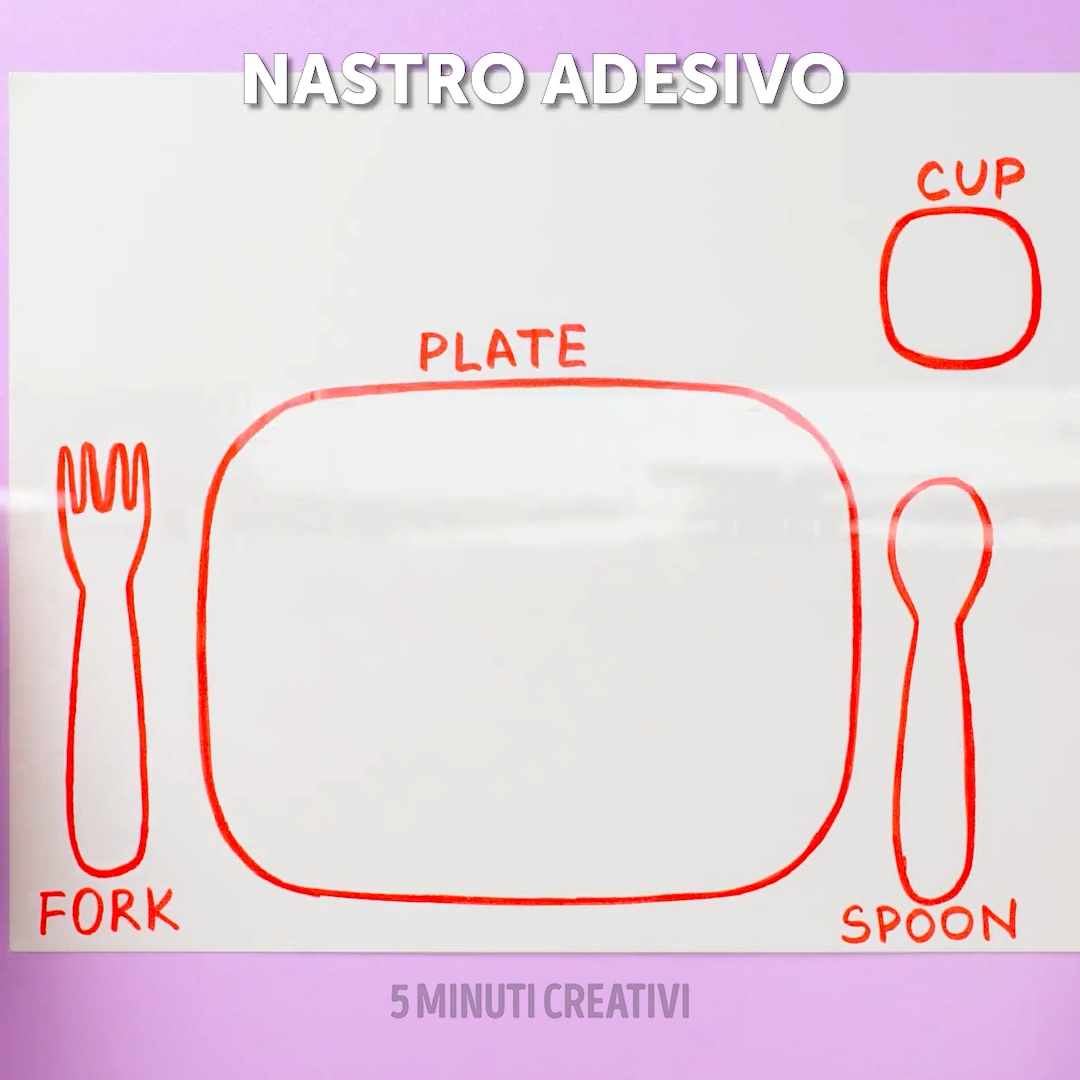 NASTRO ADESIVO
CUP
PLATE
FORK
SPOON
5 MINUTI CREATIVI